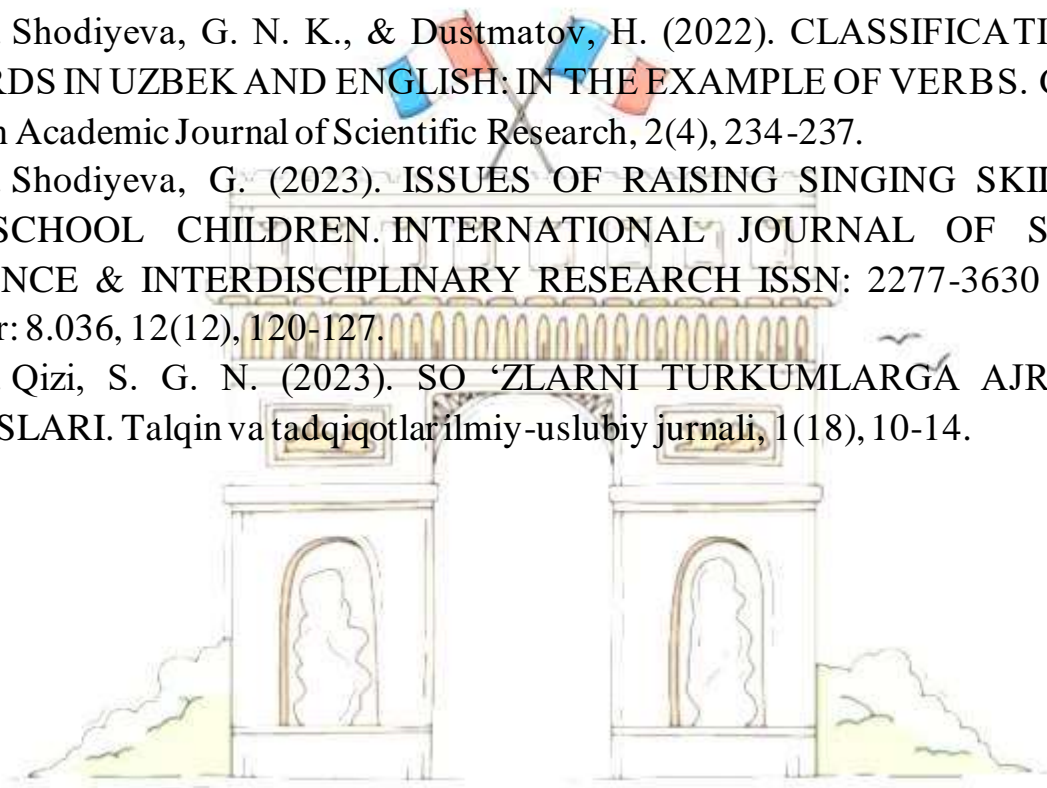 Shodiyeva, G. N. K., & Dustmatov, H. (2022). CLASSIFICATI
RDS IN UZBEK AND ENGLISH: IN THE EXAMPLE OF VERBS.
n Academic Journal of Scientific Research, 2(4), 234-237.
Shodiyeva, G. (2023). ISSUES OF RAISING SINGING SKI
SCHOOL CHILDREN. INTERNATIONAL JOURNAL OF S
NCE & INTERDISCIPLINARY RESEARCH ISSN: 2277-3630
r: 8.036, 12(12), 120-127.
Qizi, S. G. N. (2023). SO ‘ZLARNI TURKUMLARGA AJR
SLARI. Talqin va tadqiqotlar ilmiy-uslubiy jurnali, 1(18), 10-14.